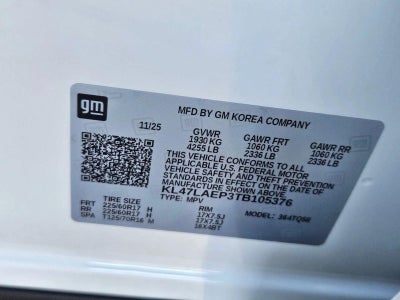 gm
MFD BY GM KOREA COMPANY
11/25
GVWR GAWR FRT GAWR RR
1930 KG 1060 KG 1060 KG
4255 LB 2336 LB 2336 LB
THIS VEHICLE CONFORMS TO ALL
APPLICABLE U.S. FEDERAL MOTOR
VEHICLE SAFETY, BUMPER, AND THEFT
PREVENTION STANDARDS IN EFFECT
ON THE DATE OF
MANUFACTURE SHOWN ABOVE.
KL47LAEP3TB105376
TYPE: MPV MODEL:
TIRE SIZE RIM
FRT 225/60R17 H 17X7.5J
RR 225/60R17 H 17X7.5J
SPA T125/70R16 M 16X4BT